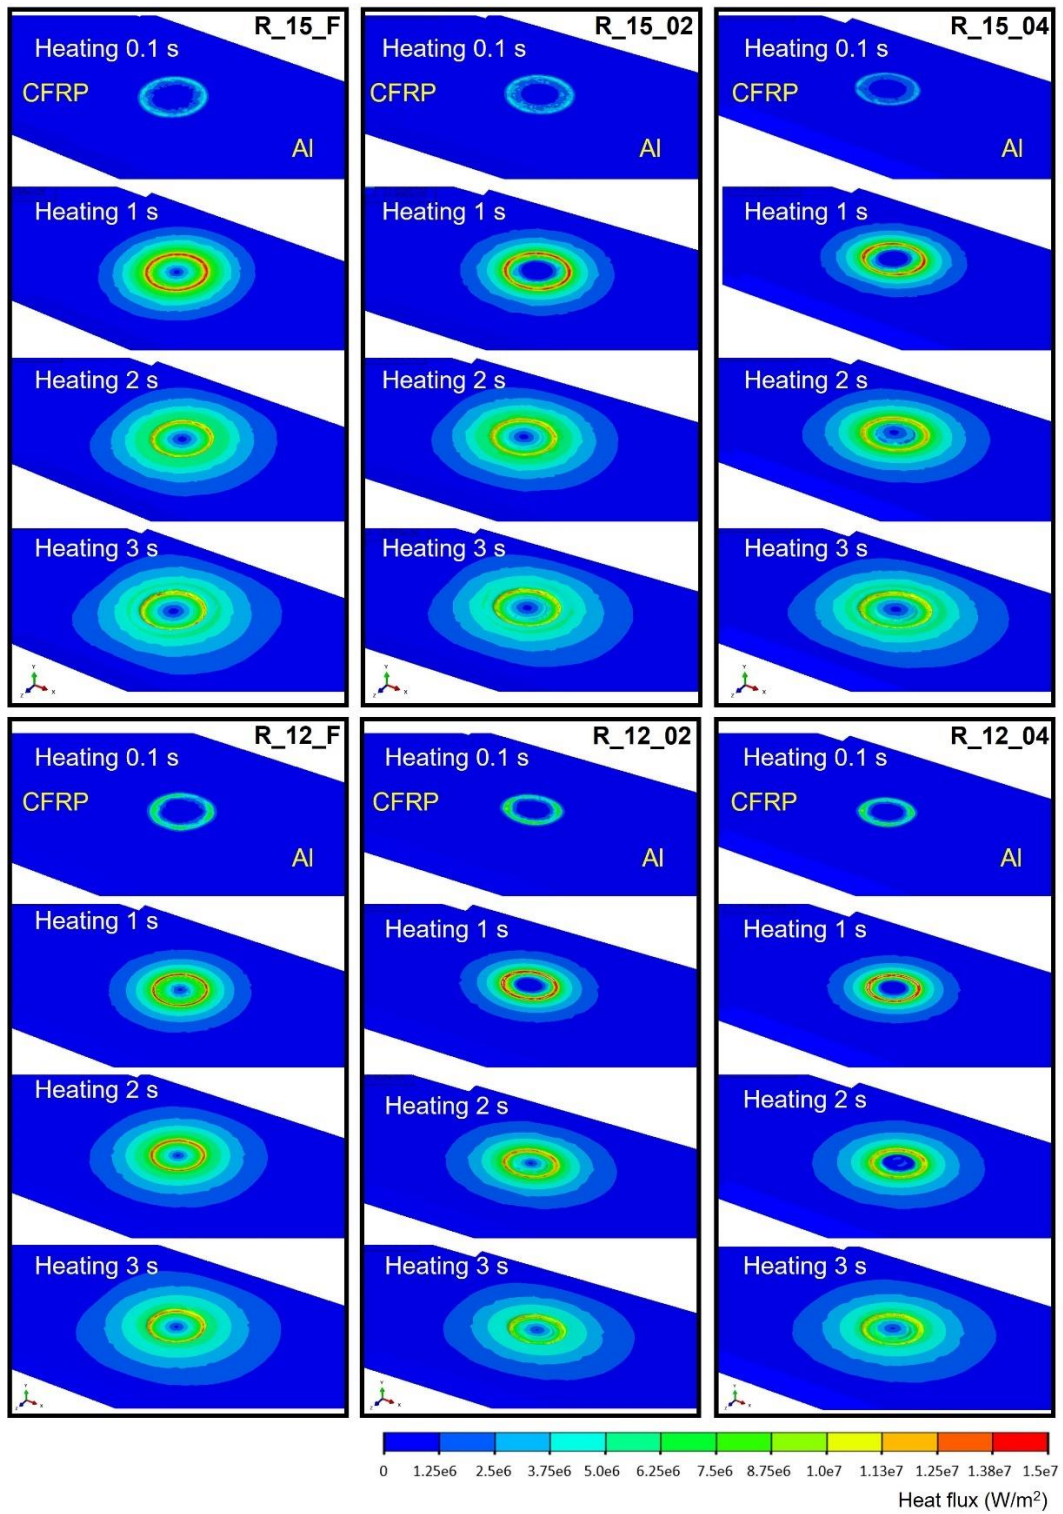 R_15_F
Heating 0.1 s
CFRP
Al
Heating 1 s
Heating 2 s
Heating 3 s
Y
Z
X
R_15_02
Heating 0.1 s
CFRP
Al
Heating 1 s
Heating 2 s
Heating 3 s
Y
Z
X
R_15_04
Heating 0.1 s
CFRP
Al
Heating 1 s
Heating 2 s
Heating 3 s
Y
Z
X
R_12_F
Heating 0.1 s
CFRP
Al
Heating 1 s
Heating 2 s
Heating 3 s
Y
Z
X
R_12_02
Heating 0.1 s
CFRP
Al
Heating 1 s
Heating 2 s
Heating 3 s
Y
Z
X
R_12_04
Heating 0.1 s
CFRP
Al
Heating 1 s
Heating 2 s
Heating 3 s
Y
Z
X
0 1.25e6 2.5e6 3.75e6 5.0e6 6.25e6 7.5e6 8.75e6 1.0e7 1.13e7 1.25e7 1.38e7 1.5e7
Heat flux (W/m²)